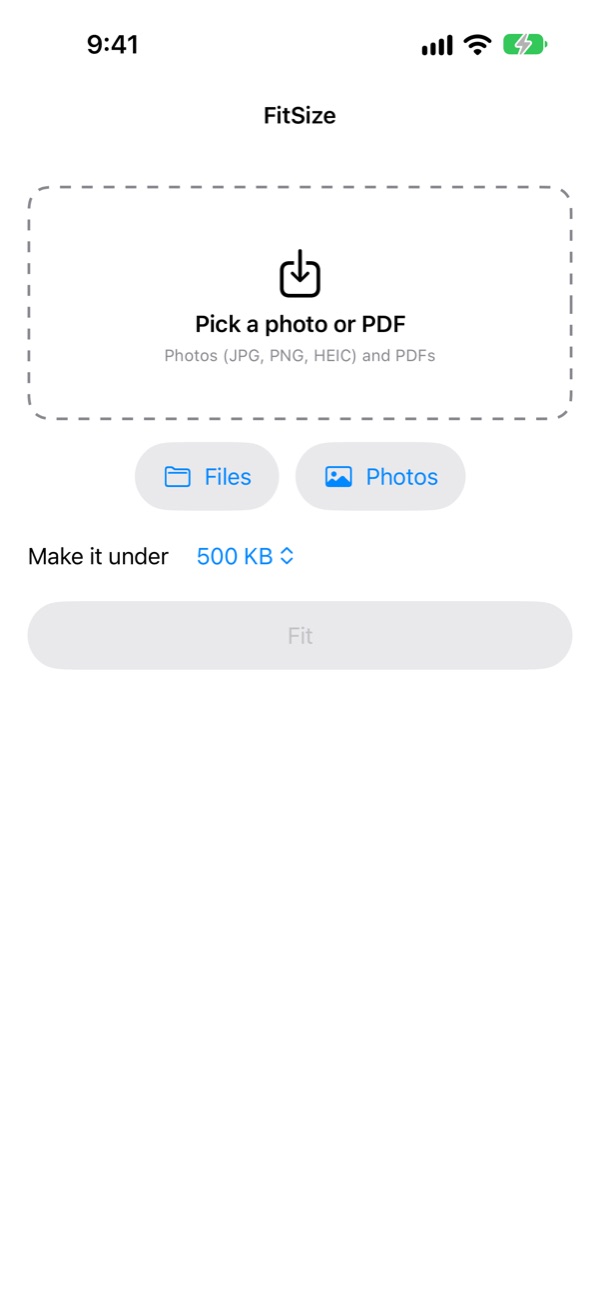 9:41
FitSize
Pick a photo or PDF
Photos (JPG, PNG, HEIC) and PDFs
Files
Photos
Make it under 500 KB
Fit